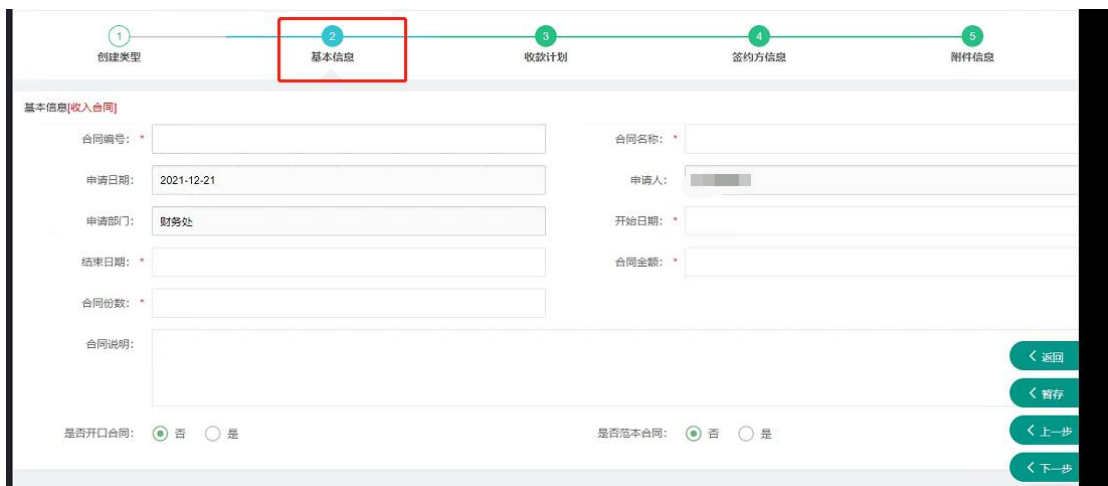 1 2 3 4 5
创建类型 基本信息 收款计划 签约方信息 附件信息
基本信息[收入合同]
合同编号: * 合同名称: *
申请日期: 2021-12-21 申请人:
申请部门: 财务处 开始日期: *
结束日期: * 合同金额: *
合同份数: *
合同说明:
返回
暂存
是否开口合同: 否 是 是否范本合同: 否 是
上一步
下一步